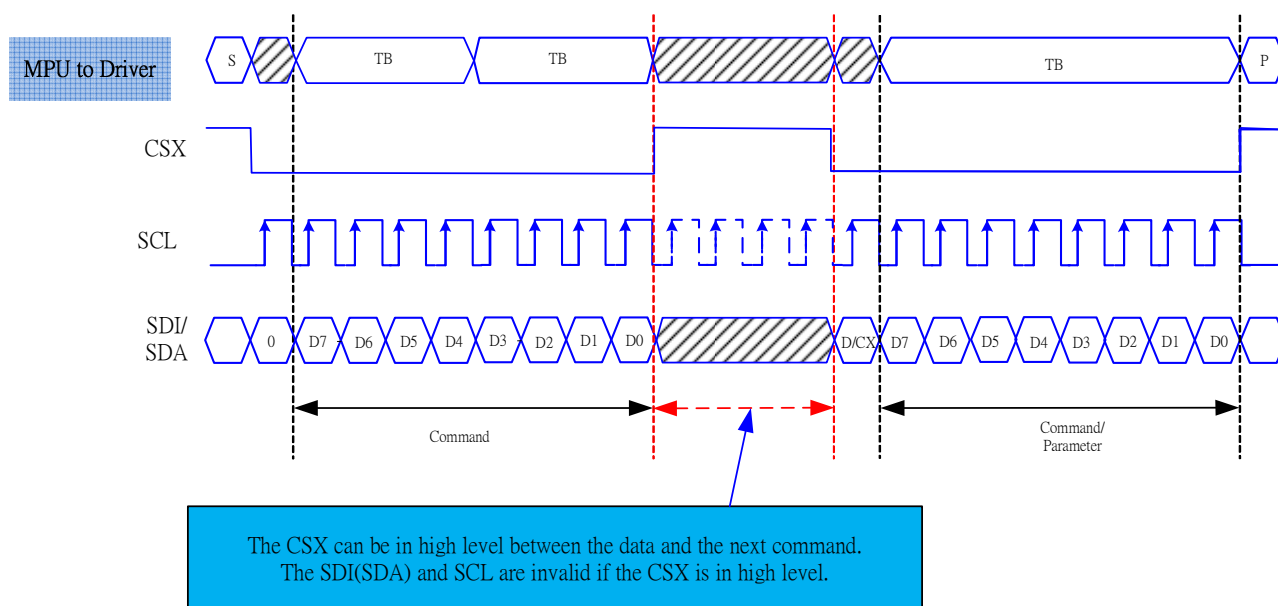 MPU to Driver
S TB TB TB P
CSX
SCL
SDI/
SDA
0 D7 D6 D5 D4 D3 D2 D1 D0 D/CX D7 D6 D5 D4 D3 D2 D1 D0
Command
Command/
Parameter
The CSX can be in high level between the data and the next command.
The SDI(SDA) and SCL are invalid if the CSX is in high level.